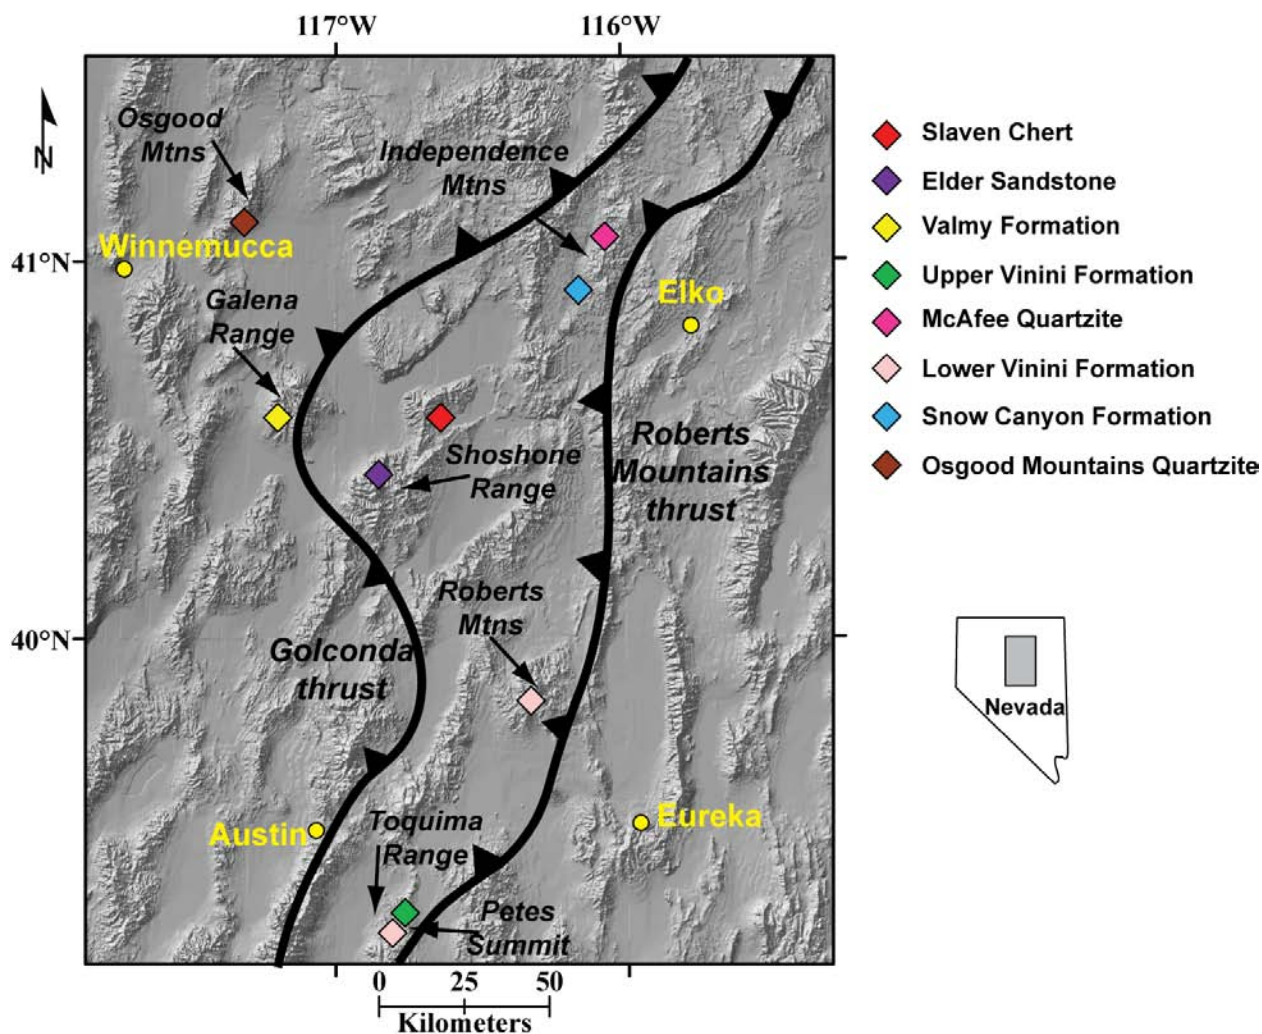 117°W
116°W
Osgood
Mtns
Independence
Mtns
N
Winnemucca
41°N
Galena
Range
Elko
Shoshone
Range
Roberts
Mountains
thrust
Roberts
Mtns
40°N
Golconda
thrust
Toquima
Range
Austin
Eureka
Petes
Summit
0 25 50
Kilometers
Slaven Chert
Elder Sandstone
Valmy Formation
Upper Vinini Formation
McAfee Quartzite
Lower Vinini Formation
Snow Canyon Formation
Osgood Mountains Quartzite
Nevada